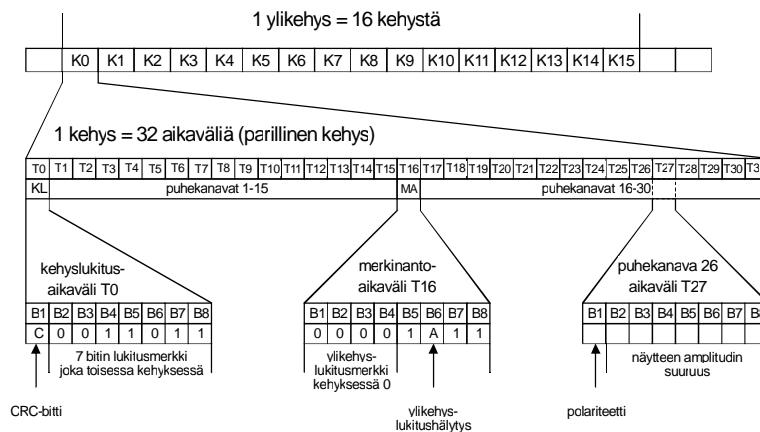 1 ylikehys = 16 kehystä
K0 K1 K2 K3 K4 K5 K6 K7 K8 K9 K10 K11 K12 K13 K14 K15
1 kehys = 32 aikaväliä (parillinen kehys)
T0 T1 T2 T3 T4 T5 T6 T7 T8 T9 T10 T11 T12 T13 T14 T15 T16 T17 T18 T19 T20 T21 T22 T23 T24 T25 T26 T27 T28 T29 T30
KL puhekanavat 1-15 MA puhekanavat 16-30
kehyslukitus-
aikaväli T0
merkinanto-
aikaväli T16
puhekanava 26
aikaväli T27
B1 B2 B3 B4 B5 B6 B7 B8 B1 B2 B3 B4 B5 B6 B7 B8 B1 B2 B3 B4 B5 B6 B7 B8
C 0 0 1 1 0 1 1 0 0 0 0 1 A 1 1
7 bitin lukitusmerkki
joka toisessa kehyksessä
ylikehys-
lukitusmerkki
kehyksessä 0
näytteen amplitudin
suuruus
CRC-bitti
ylikehys-
lukitushälytys
polariteetti